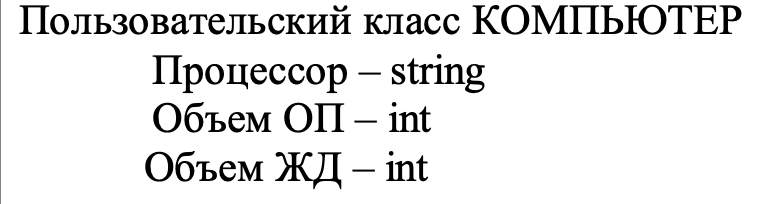 Пользовательский класс КОМПЬЮТЕР
Процессор – string
Объем ОП – int
Объем ЖД – int